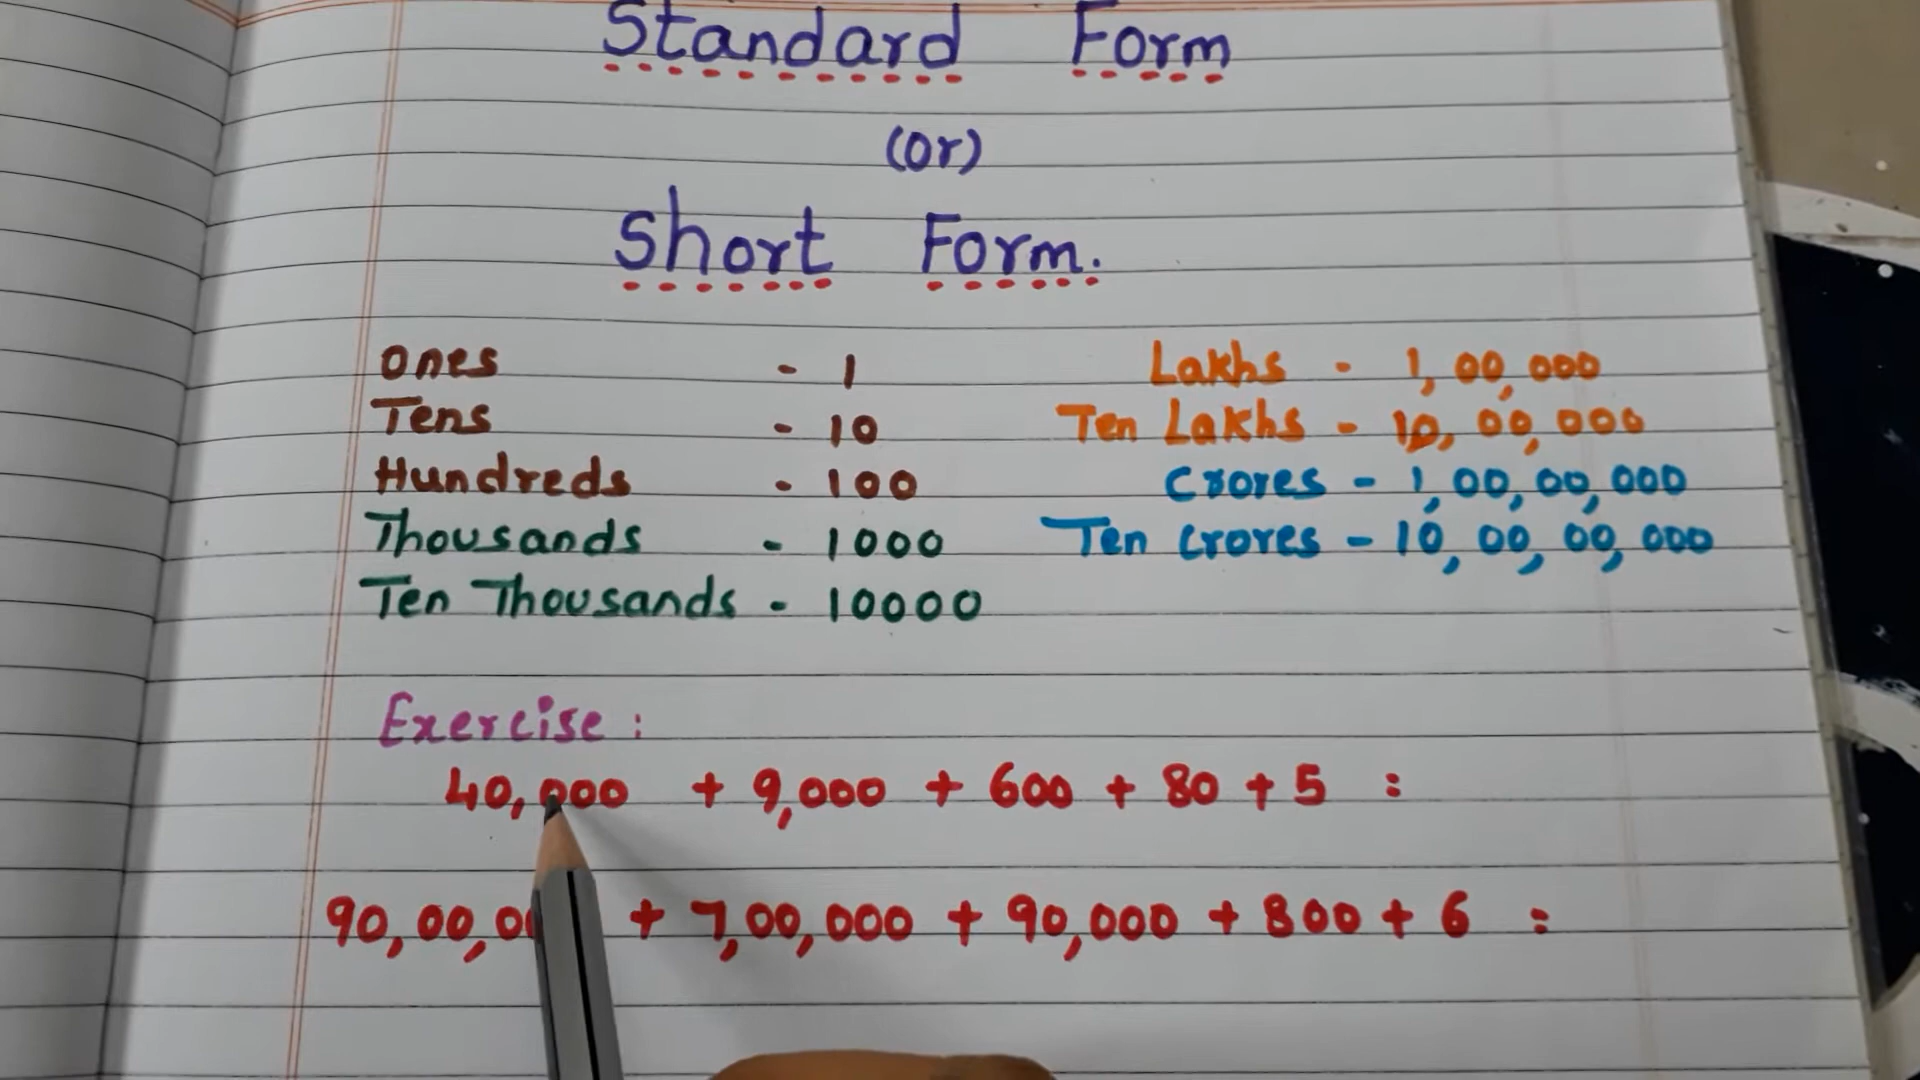 Standard Form
(or)
Short Form.
Ones - 1
Tens - 10
Hundreds - 100
Thousands - 1000
Ten Thousands - 10000
Lakhs - 1,00,000
Ten Lakhs - 10,00,000
Crores - 1,00,00,000
Ten Crores - 10,00,00,000
Exercise :
40,000 + 9,000 + 600 + 80 + 5 :
+ 7,00,000 + 90,000 + 800 + 6 :